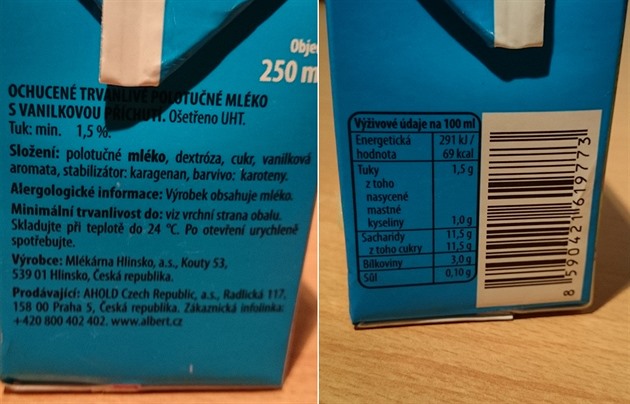 Obje
250 m
OCHUCENÉ TRVANLIVÉ POLOTUČNÉ MLÉKO
S VANILKOVOU PŘÍCHUTÍ. Ošetřeno UHT.
Tuk: min. 1,5 %.
Složení: polotučné mléko, dextróza, cukr, vanilková
aromata, stabilizátor: karagenan, barvivo: karoteny.
Alergologické informace: Výrobek obsahuje mléko.
Minimální trvanlivost do: viz vrchní strana obalu.
Skladujte při teplotě do 24 °C. Po otevření urychleně
spotřebujte.
Výrobce: Mlékárna Hlinsko, a.s., Kouty 53,
539 01 Hlinsko, Česká republika.
Prodávající: AHOLD Czech Republic, a.s., Radlická 117,
158 00 Praha 5, Česká republika. Zákaznická infolinka:
+420 800 402 402. www.albert.cz
Výživové údaje na 100 ml
Energetická 291 kJ /
hodnota 69 kcal
Tuky 1,5 g
z toho
nasycené
mastné
kyseliny 1,0 g
Sacharidy 11,5 g
z toho cukry 11,5 g
Bílkoviny 3,0 g
Sůl 0,10 g
8 590421 619773